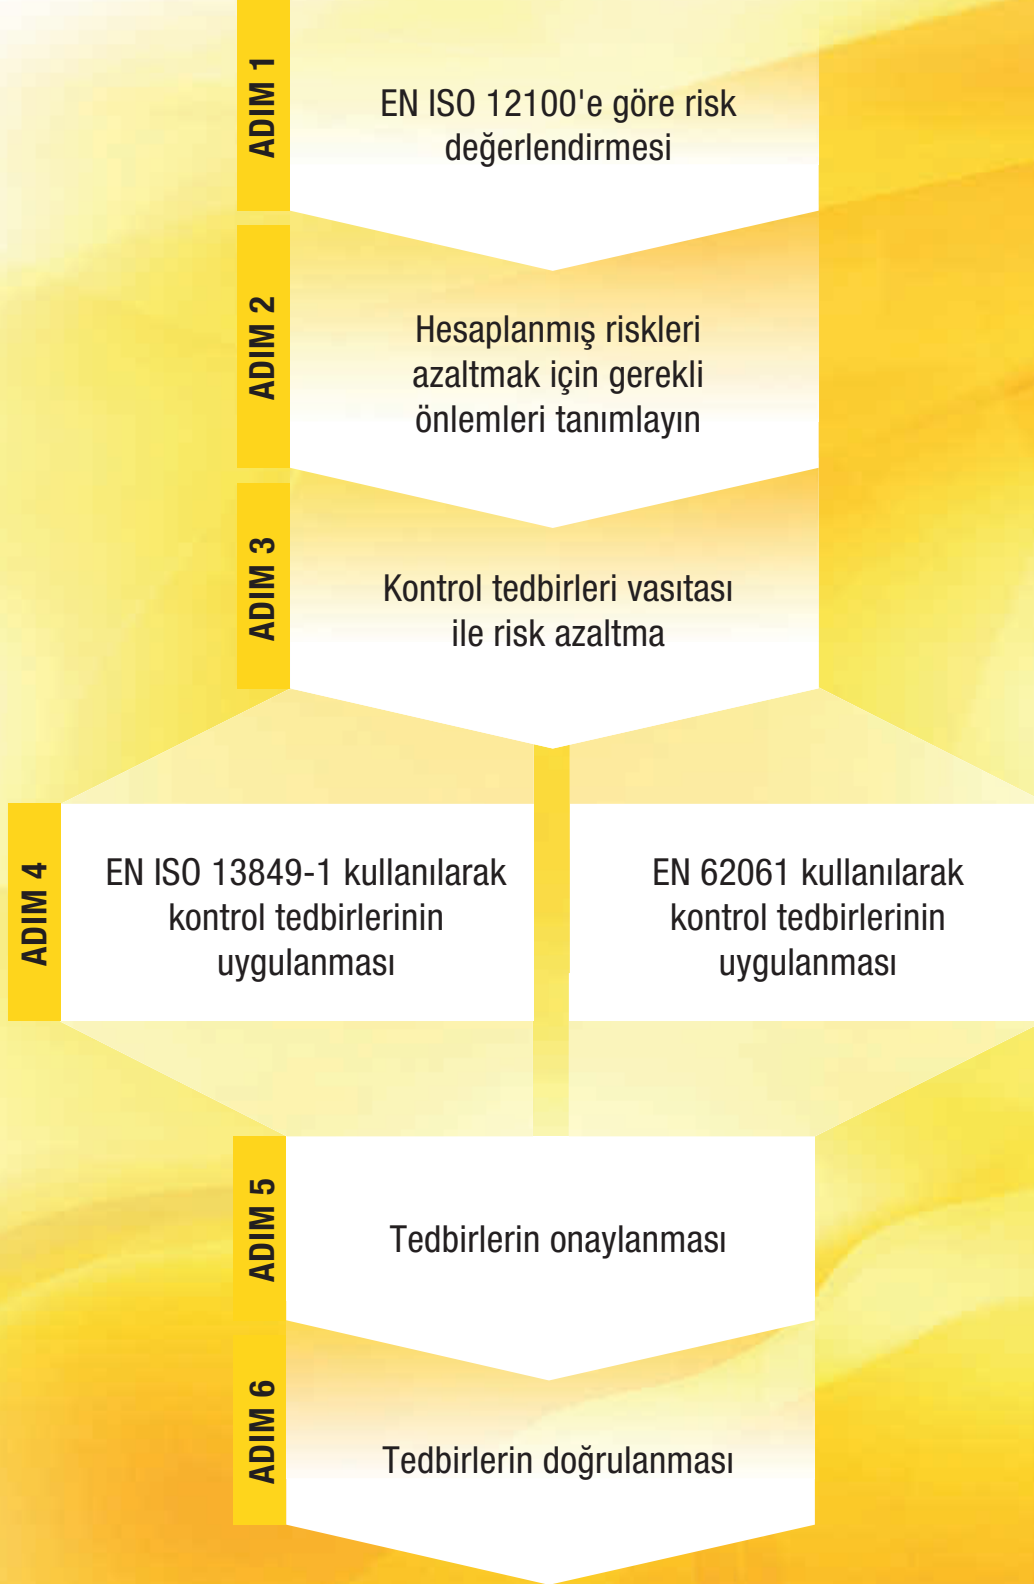 ADIM 1
EN ISO 12100'e göre risk
değerlendirmesi
ADIM 2
Hesaplanmış riskleri
azaltmak için gerekli
önlemleri tanımlayın
ADIM 3
Kontrol tedbirleri vasıtası
ile risk azaltma
ADIM 4
EN ISO 13849-1 kullanılarak
kontrol tedbirlerinin
uygulanması
EN 62061 kullanılarak
kontrol tedbirlerinin
uygulanması
ADIM 5
Tedbirlerin onaylanması
ADIM 6
Tedbirlerin doğrulanması